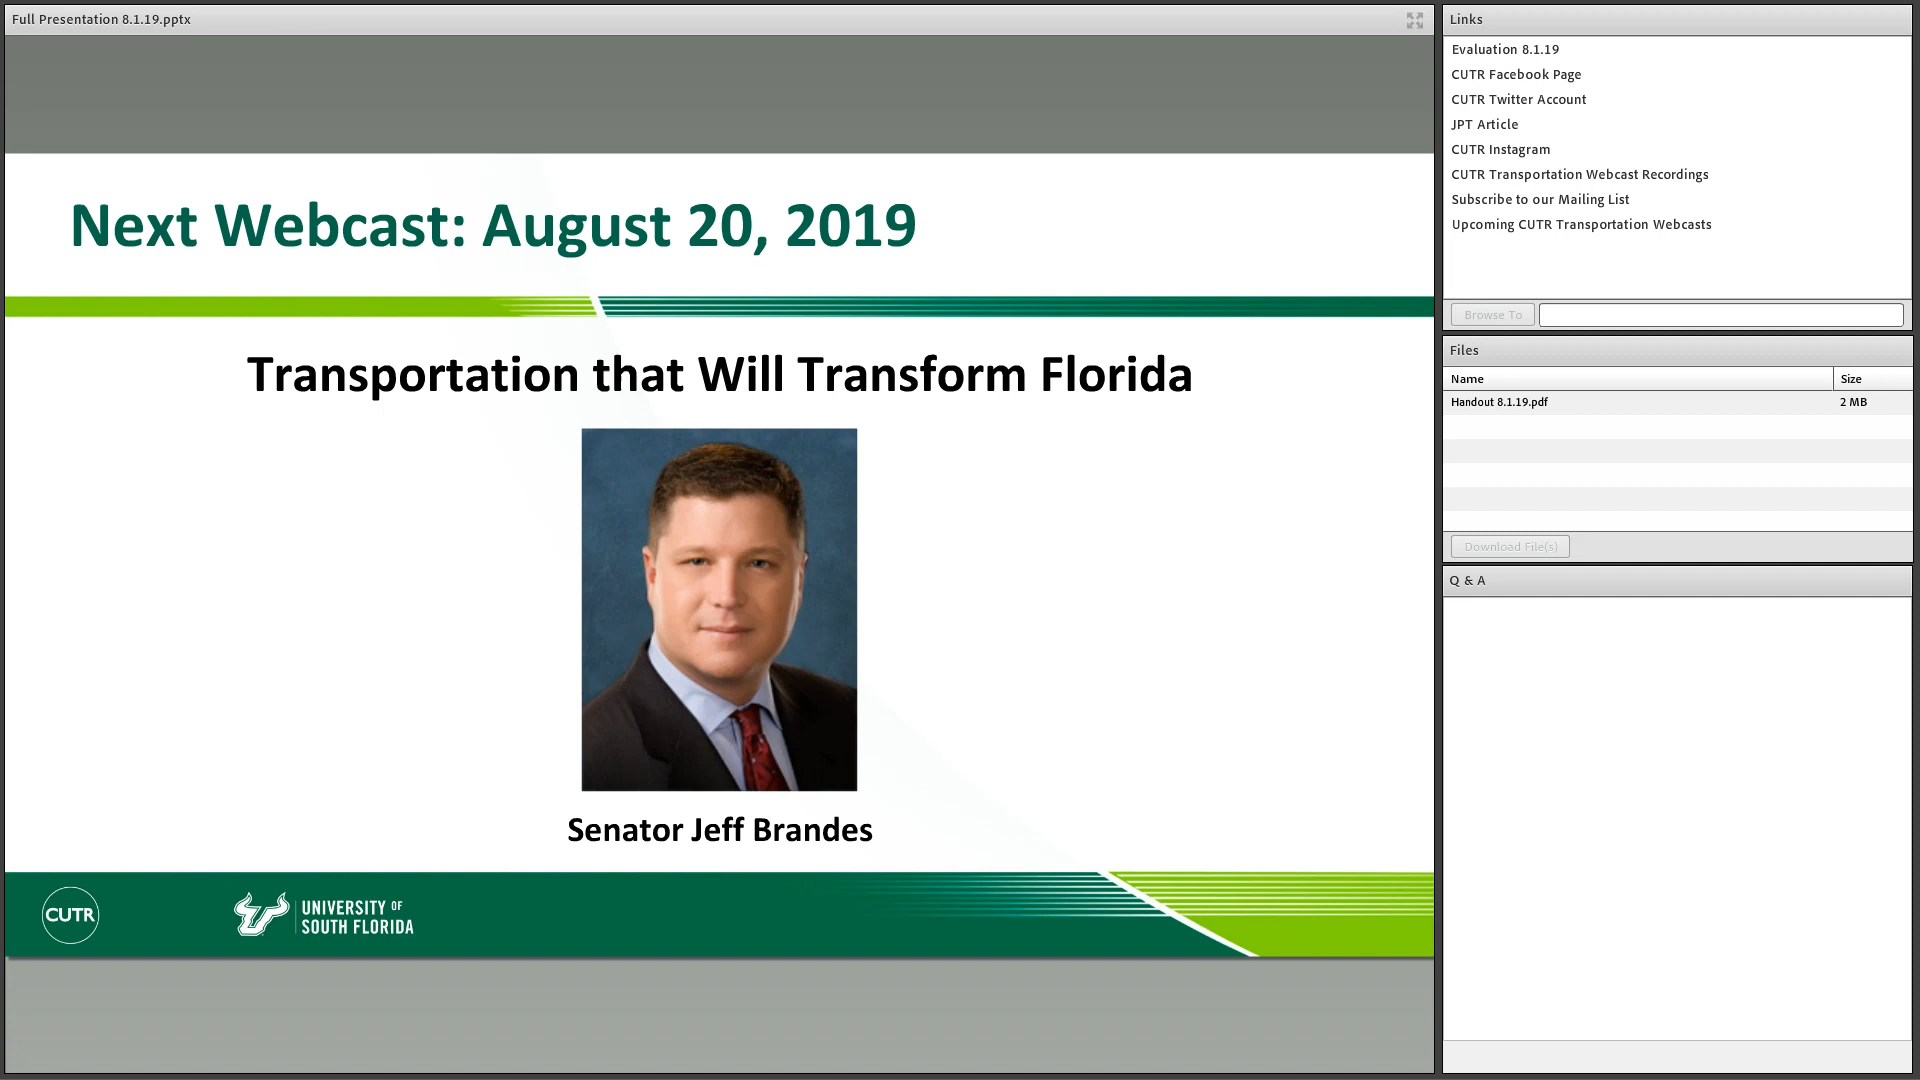 Full Presentation 8.1.19.pptx
Next Webcast: August 20, 2019
Transportation that Will Transform Florida
Senator Jeff Brandes
CUTR
UNIVERSITY OF
SOUTH FLORIDA
Links
Evaluation 8.1.19
CUTR Facebook Page
CUTR Twitter Account
JPT Article
CUTR Instagram
CUTR Transportation Webcast Recordings
Subscribe to our Mailing List
Upcoming CUTR Transportation Webcasts
Browse To
Files
Name Size
Handout 8.1.19.pdf 2 MB
Download File(s)
Q & A